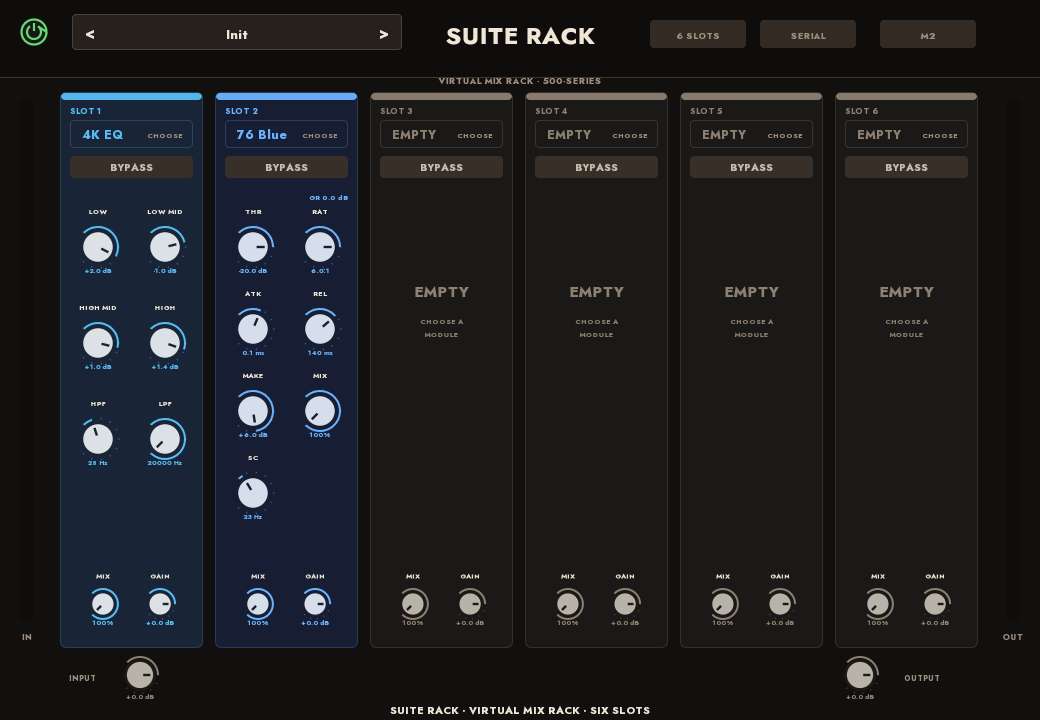 < Init >
SUITE RACK
6 SLOTS SERIAL M2
VIRTUAL MIX RACK · 500-SERIES
SLOT 1 SLOT 2 SLOT 3 SLOT 4 SLOT 5 SLOT 6
4K EQ CHOOSE 76 Blue CHOOSE EMPTY CHOOSE EMPTY CHOOSE EMPTY CHOOSE EMPTY CHOOSE
BYPASS BYPASS BYPASS BYPASS BYPASS BYPASS
GR 0.0 dB
LOW LOW MID THR RAT
+2.0 dB -1.0 dB -20.0 dB 6.0:1
HIGH MID HIGH ATK REL
+1.0 dB +1.4 dB 0.1 ms 140 ms
EMPTY EMPTY EMPTY EMPTY
CHOOSE A CHOOSE A CHOOSE A CHOOSE A
MODULE MODULE MODULE MODULE
HPF LPF MAKE MIX
25 Hz 20000 Hz +6.0 dB 100%
SC
23 Hz
MIX GAIN MIX GAIN MIX GAIN MIX GAIN MIX GAIN MIX GAIN
100% +0.0 dB 100% +0.0 dB 100% +0.0 dB 100% +0.0 dB 100% +0.0 dB 100% +0.0 dB
IN OUT
INPUT +0.0 dB +0.0 dB OUTPUT
SUITE RACK · VIRTUAL MIX RACK · SIX SLOTS